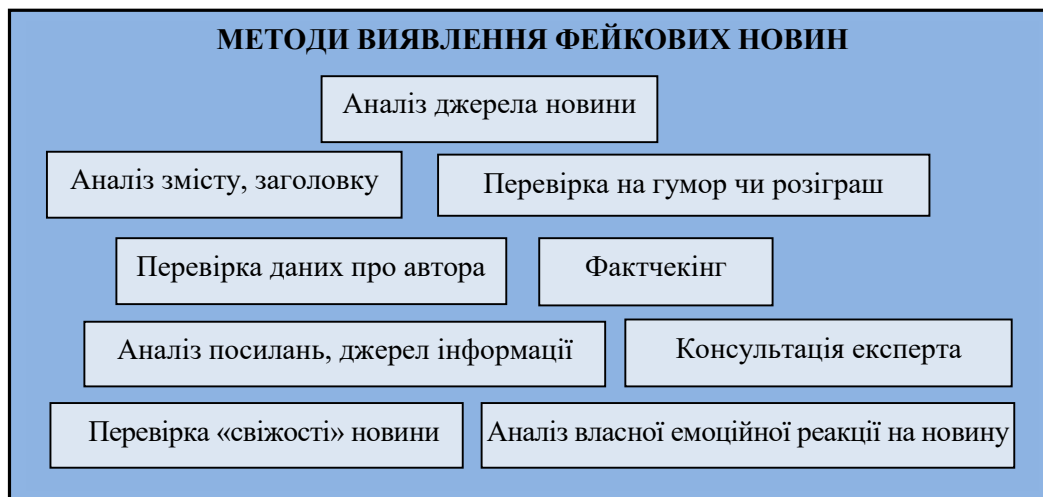 МЕТОДИ ВИЯВЛЕННЯ ФЕЙКОВИХ НОВИН
Аналіз джерела новини
Аналіз змісту, заголовку
Перевірка на гумор чи розіграш
Перевірка даних про автора
Фактчекінг
Аналіз посилань, джерел інформації
Консультація експерта
Перевірка «свіжості» новини
Аналіз власної емоційної реакції на новину